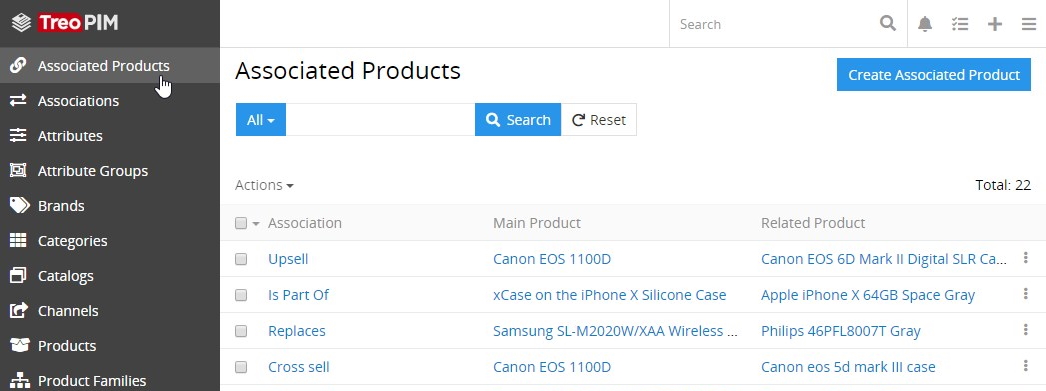 TreoPIM
Search
Associated Products
Associations
Attributes
Attribute Groups
Brands
Categories
Catalogs
Channels
Products
Product Families
Associated Products
Create Associated Product
All
Search
Reset
Actions
Total: 22
Association Main Product Related Product
Upsell Canon EOS 1100D Canon EOS 6D Mark II Digital SLR Ca...
Is Part Of xCase on the iPhone X Silicone Case Apple iPhone X 64GB Space Gray
Replaces Samsung SL-M2020W/XAA Wireless ... Philips 46PFL8007T Gray
Cross sell Canon EOS 1100D Canon eos 5d mark III case